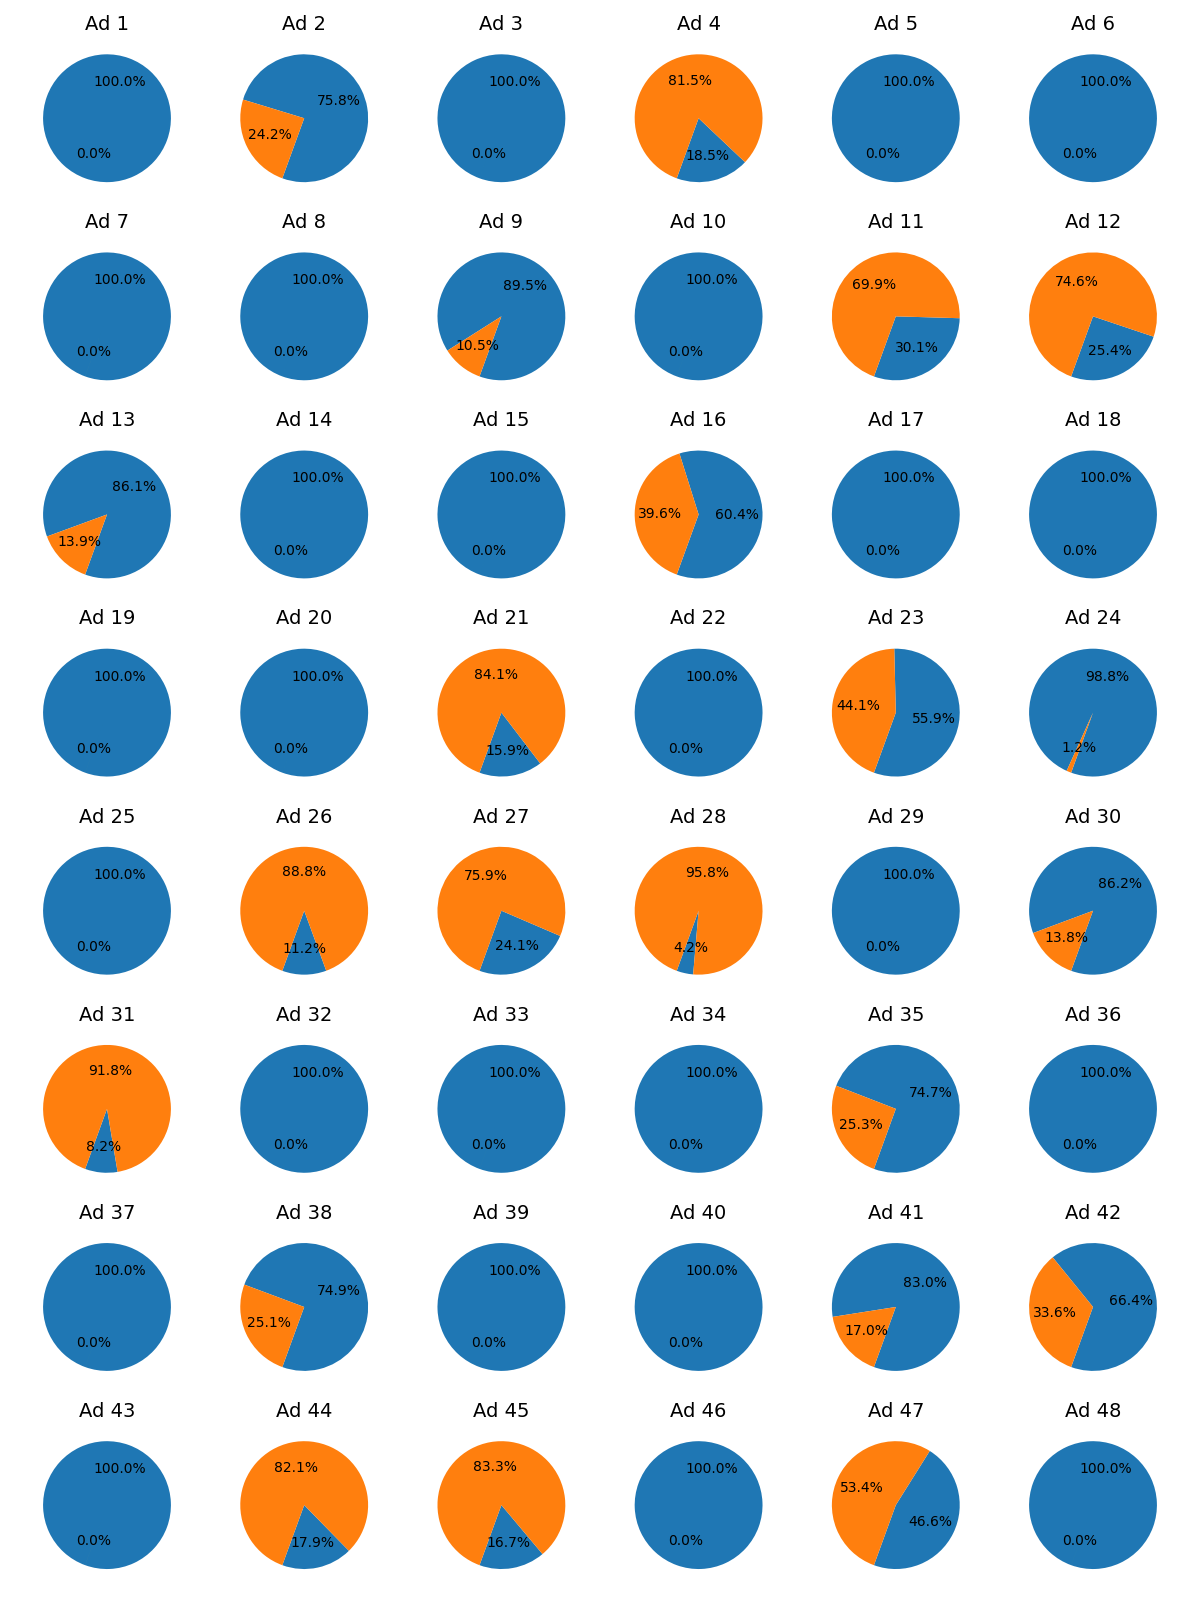 Ad 1 Ad 2 Ad 3 Ad 4 Ad 5 Ad 6
100.0% 75.8% 100.0% 81.5% 100.0% 100.0%
0.0% 24.2% 0.0% 18.5% 0.0% 0.0%
Ad 7 Ad 8 Ad 9 Ad 10 Ad 11 Ad 12
100.0% 100.0% 89.5% 100.0% 69.9% 74.6%
0.0% 0.0% 10.5% 0.0% 30.1% 25.4%
Ad 13 Ad 14 Ad 15 Ad 16 Ad 17 Ad 18
86.1% 100.0% 100.0% 39.6% 60.4% 100.0% 100.0%
13.9% 0.0% 0.0% 0.0% 0.0%
Ad 19 Ad 20 Ad 21 Ad 22 Ad 23 Ad 24
100.0% 100.0% 84.1% 100.0% 44.1% 55.9% 98.8%
0.0% 0.0% 15.9% 0.0% 1.2%
Ad 25 Ad 26 Ad 27 Ad 28 Ad 29 Ad 30
100.0% 88.8% 75.9% 95.8% 100.0% 86.2%
0.0% 11.2% 24.1% 4.2% 0.0% 13.8%
Ad 31 Ad 32 Ad 33 Ad 34 Ad 35 Ad 36
91.8% 100.0% 100.0% 100.0% 74.7% 100.0%
8.2% 0.0% 0.0% 0.0% 25.3% 0.0%
Ad 37 Ad 38 Ad 39 Ad 40 Ad 41 Ad 42
100.0% 74.9% 100.0% 100.0% 83.0% 66.4%
0.0% 25.1% 0.0% 0.0% 17.0% 33.6%
Ad 43 Ad 44 Ad 45 Ad 46 Ad 47 Ad 48
100.0% 82.1% 83.3% 100.0% 53.4% 100.0%
0.0% 17.9% 16.7% 0.0% 46.6% 0.0%